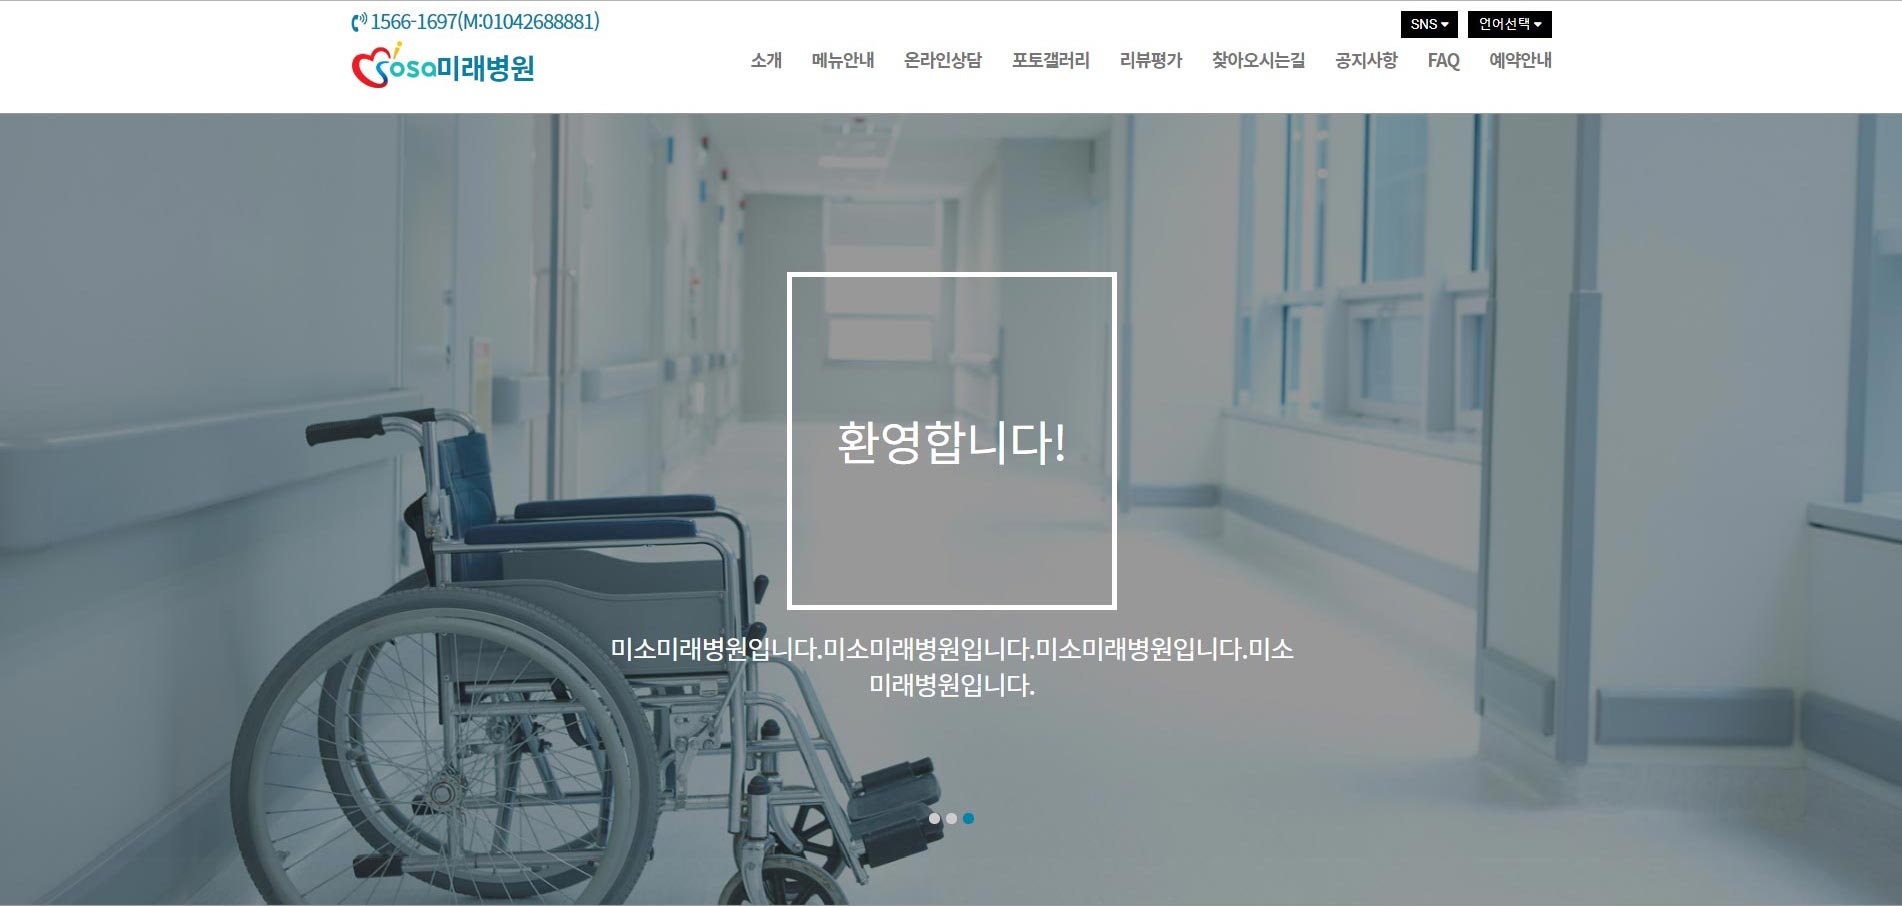 1566-1697(M:01042688881)
SNS
언어선택
Sosa미래병원
소개 메뉴안내 온라인상담 포토갤러리 리뷰평가 찾아오시는길 공지사항 FAQ 예약안내
환영합니다!
미소미래병원입니다.미소미래병원입니다.미소미래병원입니다.미소
미래병원입니다.